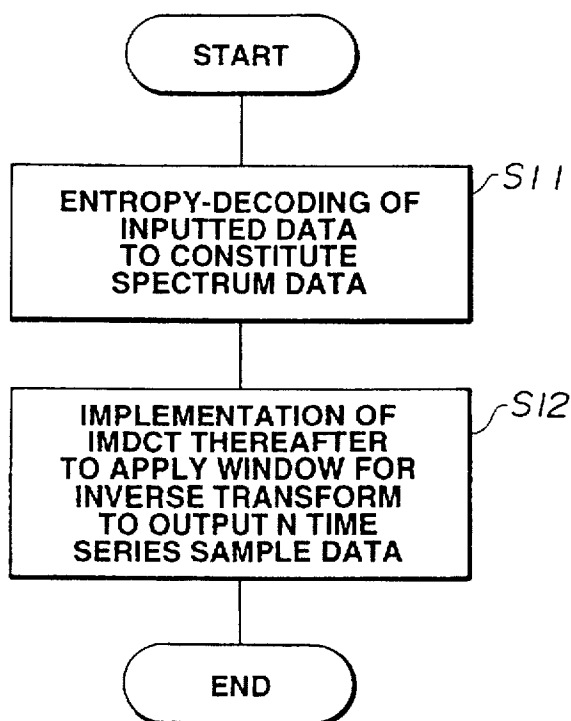 START
S11
ENTROPY-DECODING OF
INPUTTED DATA
TO CONSTITUTE
SPECTRUM DATA
S12
IMPLEMENTATION OF
IMDCT THEREAFTER
TO APPLY WINDOW FOR
INVERSE TRANSFORM
TO OUTPUT N TIME
SERIES SAMPLE DATA
END